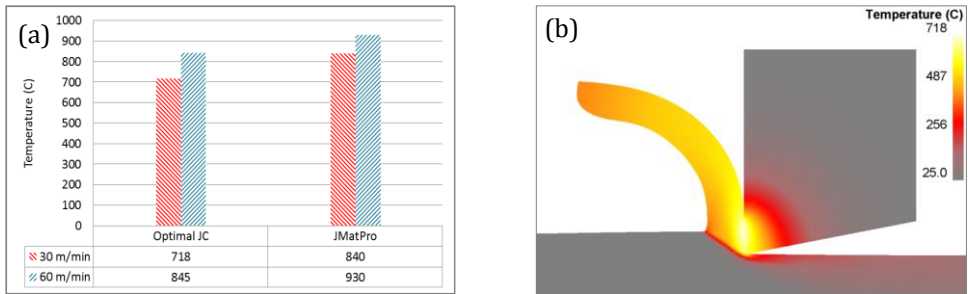 (a)
1000
900
800
700
600
500
400
300
200
100
0
Temperature (C)
Optimal JC JMatPro
30 m/min 718 840
60 m/min 845 930
(b)
Temperature (C)
718
487
256
25.0